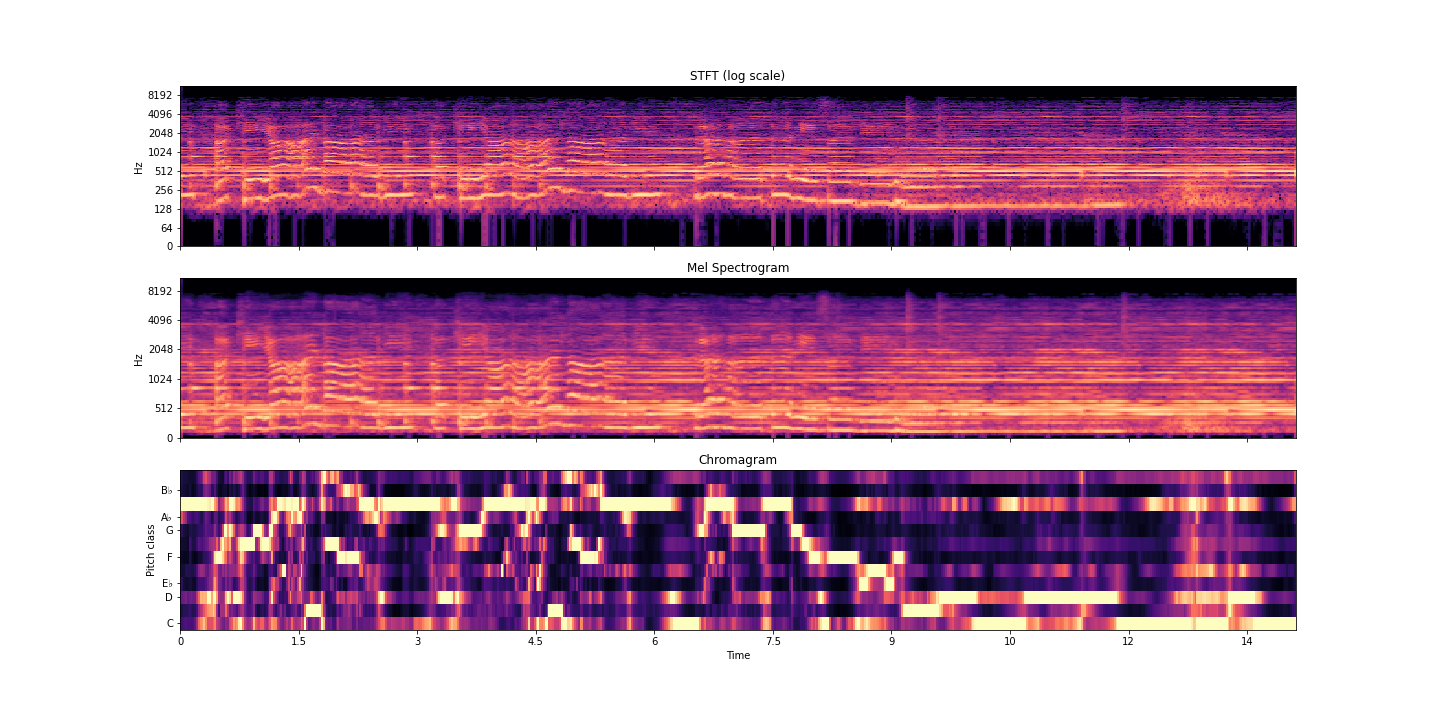 STFT (log scale)
8192
4096
2048
1024
512
256
128
64
0
Hz
Mel Spectrogram
8192
4096
2048
1024
512
0
Hz
Chromagram
B♭
A♭
G
F
E♭
D
C
Pitch class
0 1.5 3 4.5 6 7.5 9 10 12 14
Time